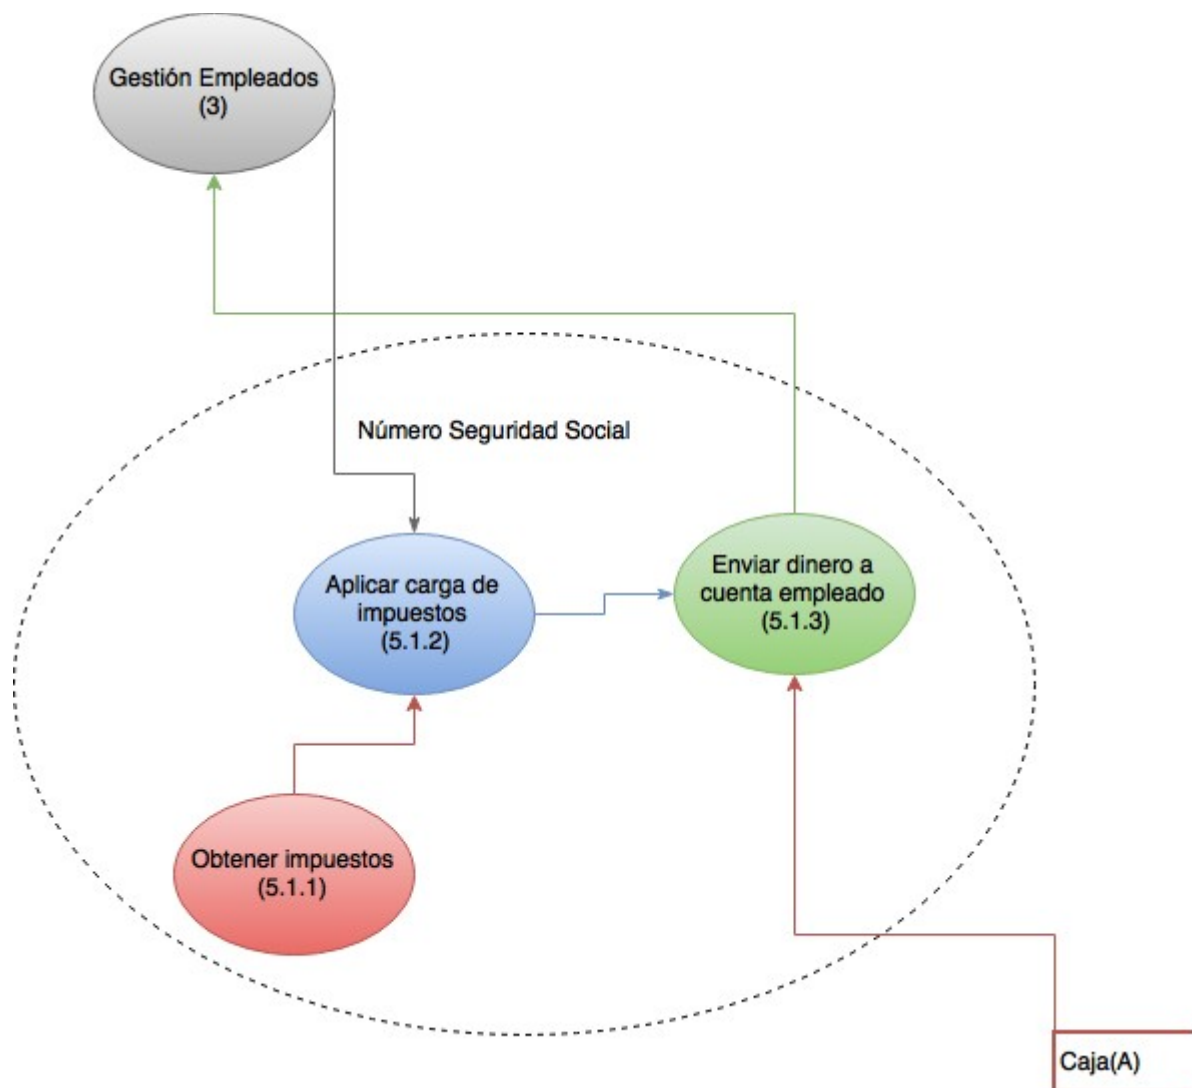 Gestión Empleados
(3)
Número Seguridad Social
Aplicar carga de
impuestos
(5.1.2)
Enviar dinero a
cuenta empleado
(5.1.3)
Obtener impuestos
(5.1.1)
Caja(A)